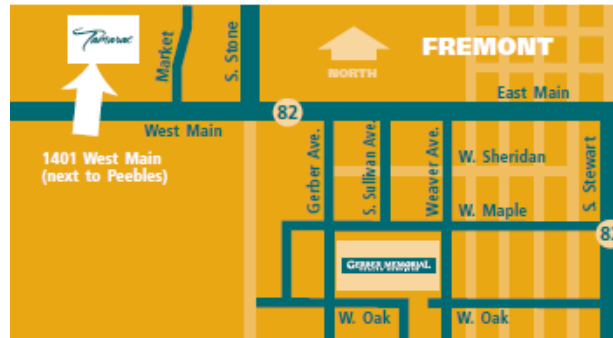 Tamarac
Market
S. Stone
NORTH
FREMONT
East Main
82
West Main
1401 West Main
(next to Peebles)
Gerber Ave.
S. Sullivan Ave.
Weaver Ave.
W. Sheridan
S. Stewart
W. Maple
82
GERBER MEMORIAL
W. Oak
W. Oak